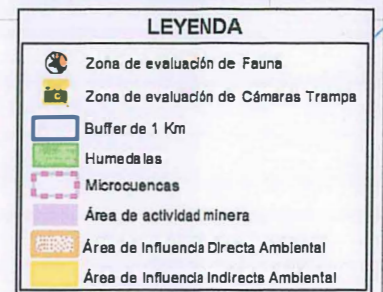 LEYENDA
Zona de evaluación de Fauna
Zona de evaluación de Cámaras Trampa
Buffer de 1 Km
Humedales
Microcuencas
Área de actividad minera
Área de Influencia Directa Ambiental
Área de Influencia Indirecta Ambiental